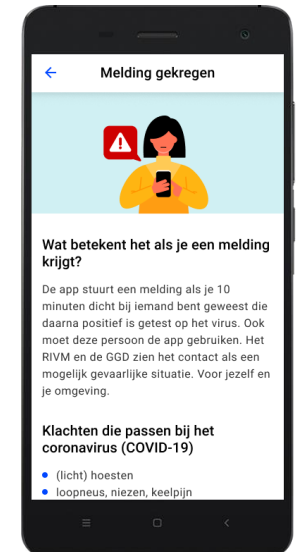 Melding gekregen
Wat betekent het als je een melding
krijgt?
De app stuurt een melding als je 10
minuten dicht bij iemand bent geweest die
daarna positief is getest op het virus. Ook
moet deze persoon de app gebruiken. Het
RIVM en de GGD zien het contact als een
mogelijk gevaarlijke situatie. Voor jezelf en
je omgeving.
Klachten die passen bij het
coronavirus (COVID-19)
(licht) hoesten
loopneus, niezen, keelpijn